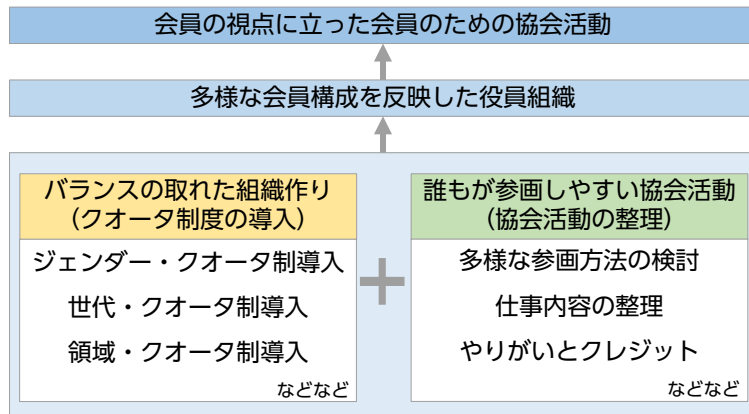 会員の視点に立った会員のための協会活動
多様な会員構成を反映した役員組織
バランスの取れた組織作り
(クオータ制度の導入)
ジェンダー・クオータ制導入
世代・クオータ制導入
領域・クオータ制導入
などなど
誰もが参画しやすい協会活動
(協会活動の整理)
多様な参画方法の検討
仕事内容の整理
やりがいとクレジット
などなど